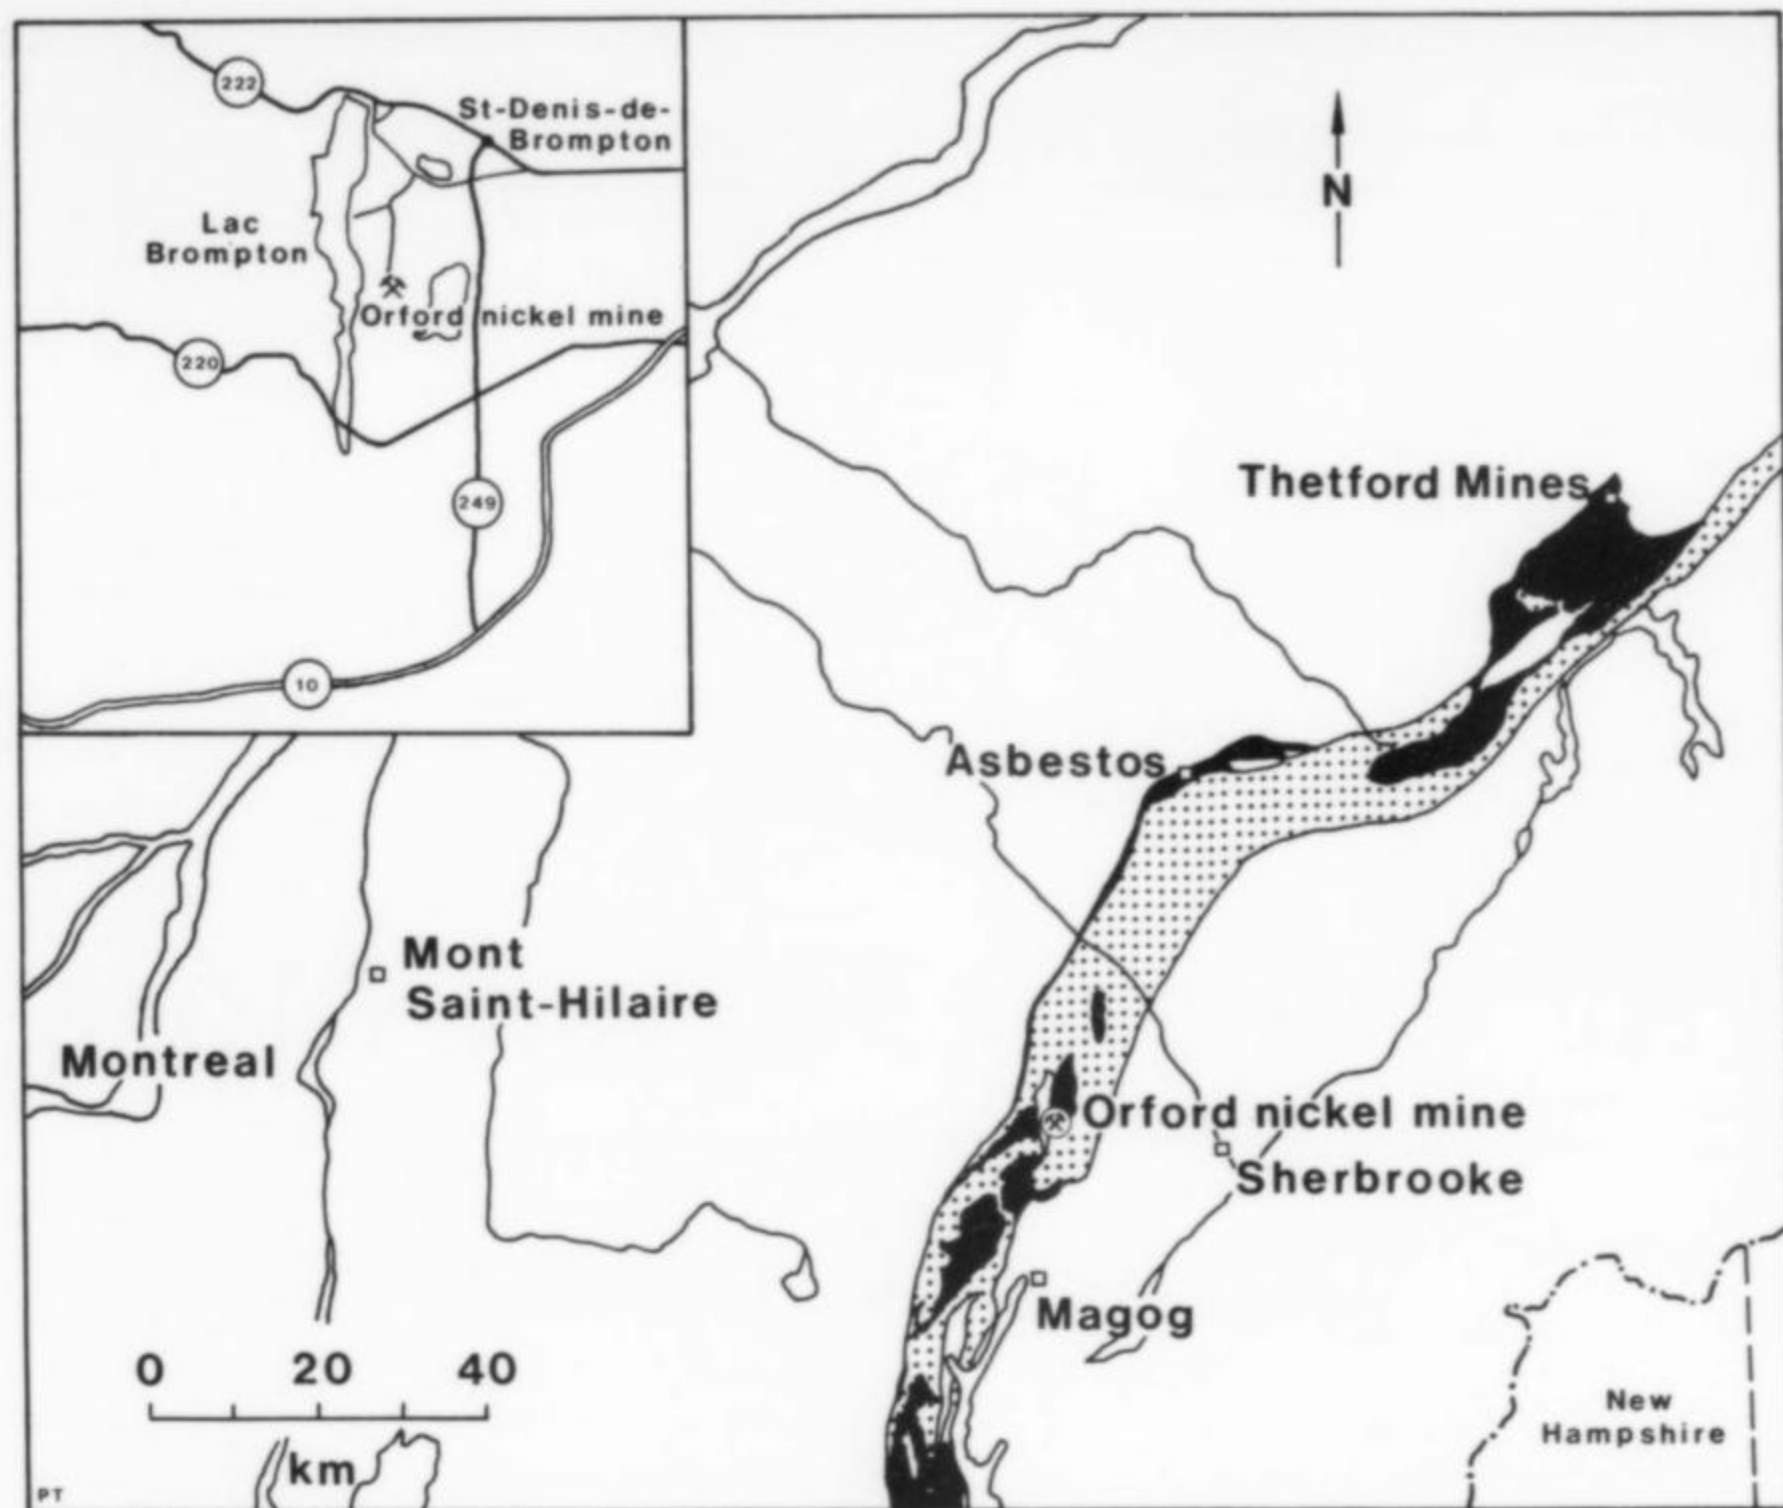 222
St-Denis-de-
Brompton
Lac
Brompton
Orford nickel mine
220
249
10
N
Thetford Mines
Asbestos
Mont
Saint-Hilaire
Montreal
Orford nickel mine
Sherbrooke
Magog
0 20 40
km
New
Hampshire
PT